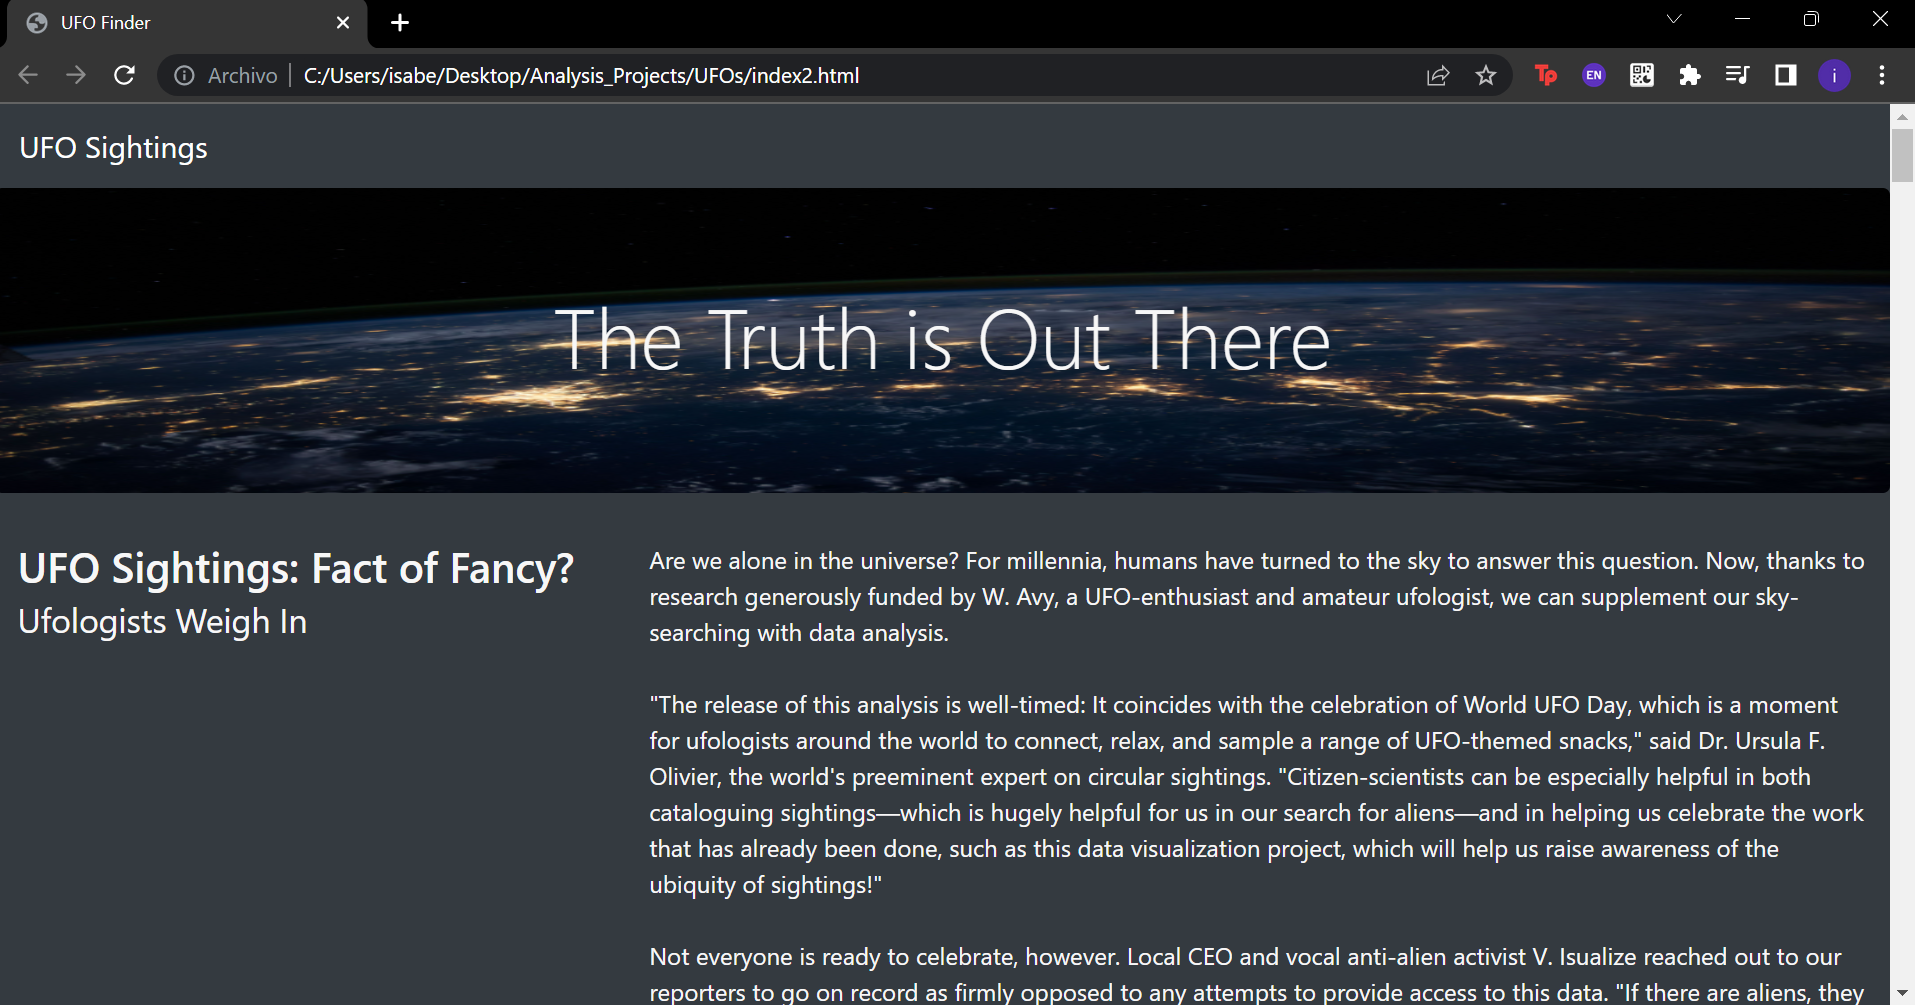 UFO Finder
Archivo
C:/Users/isabe/Desktop/Analysis_Projects/UFOs/index2.html
Tp
EN
i
UFO Sightings
The Truth is Out There
UFO Sightings: Fact of Fancy?
Ufologists Weigh In
Are we alone in the universe? For millennia, humans have turned to the sky to answer this question. Now, thanks to
research generously funded by W. Avy, a UFO-enthusiast and amateur ufologist, we can supplement our sky-
searching with data analysis.
"The release of this analysis is well-timed: It coincides with the celebration of World UFO Day, which is a moment
for ufologists around the world to connect, relax, and sample a range of UFO-themed snacks," said Dr. Ursula F.
Olivier, the world's preeminent expert on circular sightings. "Citizen-scientists can be especially helpful in both
cataloguing sightings—which is hugely helpful for us in our search for aliens—and in helping us celebrate the work
that has already been done, such as this data visualization project, which will help us raise awareness of the
ubiquity of sightings!"
Not everyone is ready to celebrate, however. Local CEO and vocal anti-alien activist V. Isualize reached out to our
reporters to go on record as firmly opposed to any attempts to provide access to this data. "If there are aliens, they